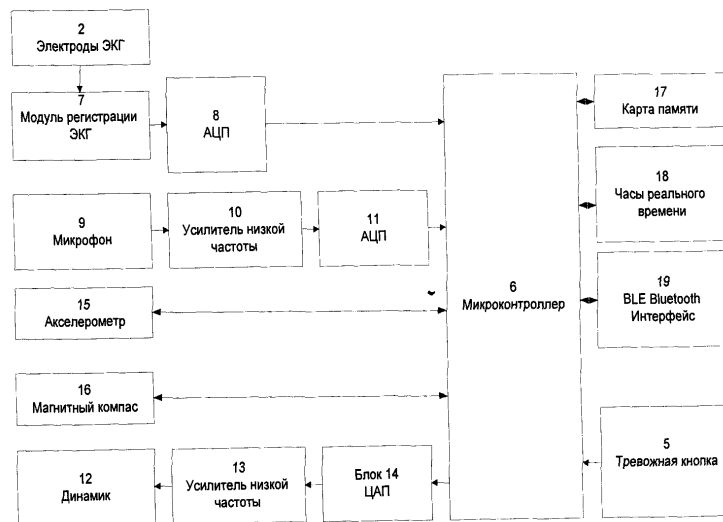 2
Электроды ЭКГ
7
Модуль регистрации
ЭКГ
8
АЦП
17
Карта памяти
18
Часы реального
времени
9
Микрофон
10
Усилитель низкой
частоты
11
АЦП
6
Микроконтроллер
19
BLE Bluetooth
Интерфейс
15
Акселерометр
16
Магнитный компас
5
Тревожная кнопка
12
Динамик
13
Усилитель низкой
частоты
Блок 14
ЦАП